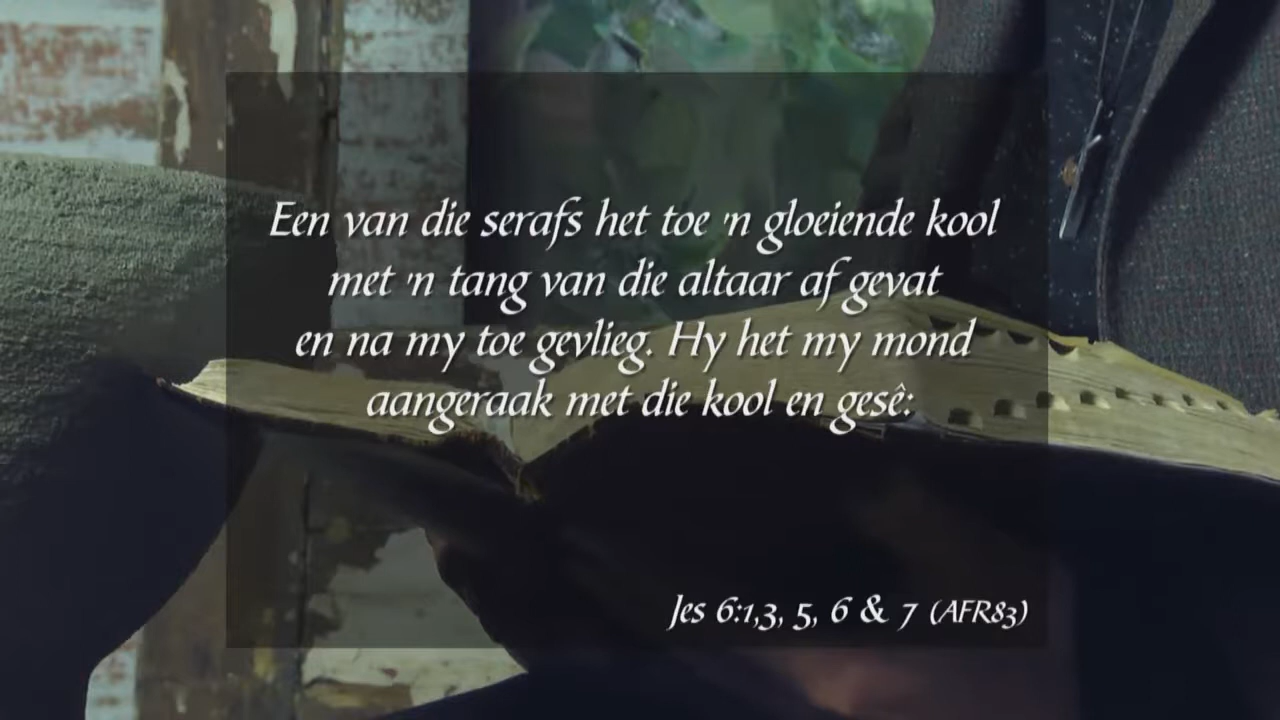 Een van die serafs het toe 'n gloeiende kool
met 'n tang van die altaar af gevat
en na my toe gevlieg. Hy het my mond
aangeraak met die kool en gesê:
Jes 6:1,3, 5, 6 & 7 (AFR83)